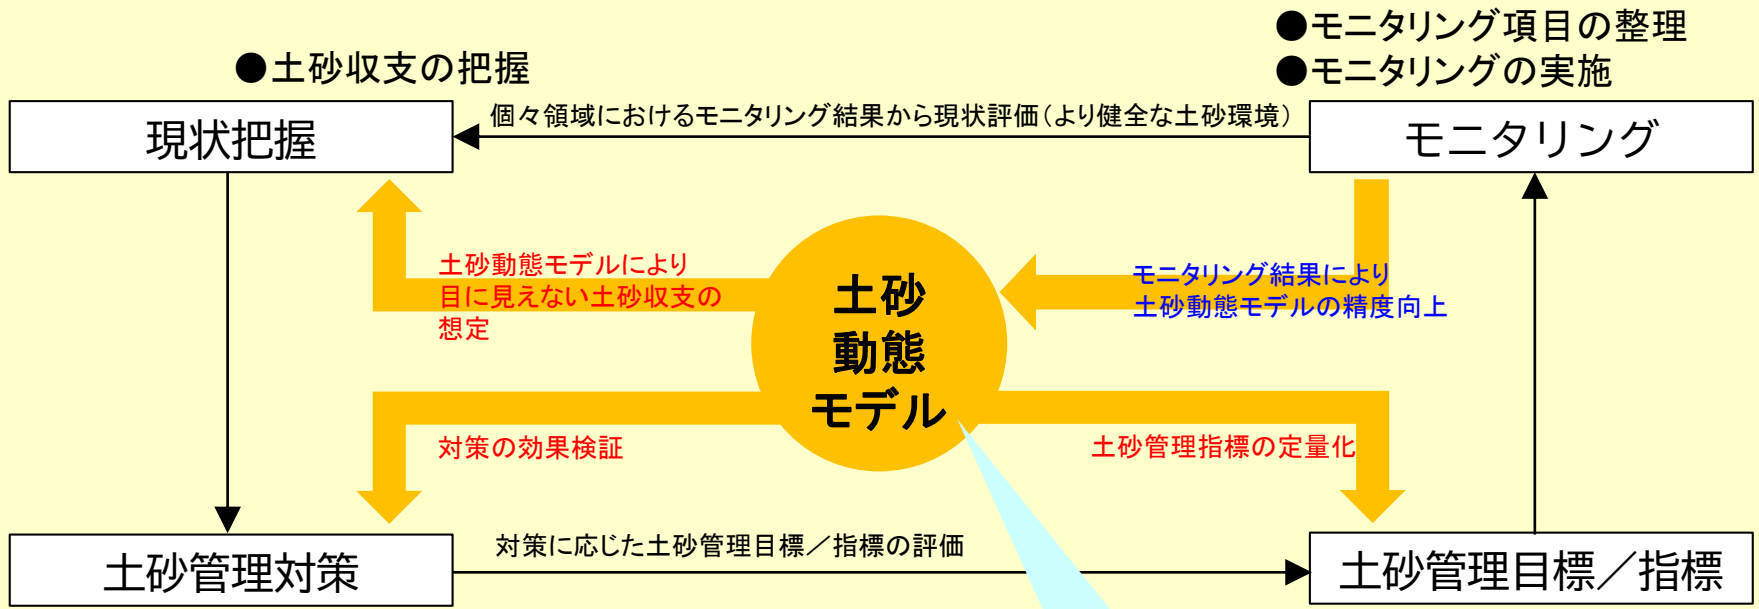 ●モニタリング項目の整理
●土砂収支の把握
●モニタリングの実施
現状把握
個々領域におけるモニタリング結果から現状評価（より健全な土砂環境）
モニタリング
土砂動態モデルにより
目に見えない土砂収支の
想定
土砂
動態
モデル
モニタリング結果により
土砂動態モデルの精度向上
対策の効果検証
土砂管理指標の定量化
土砂管理対策
対策に応じた土砂管理目標／指標の評価
土砂管理目標／指標